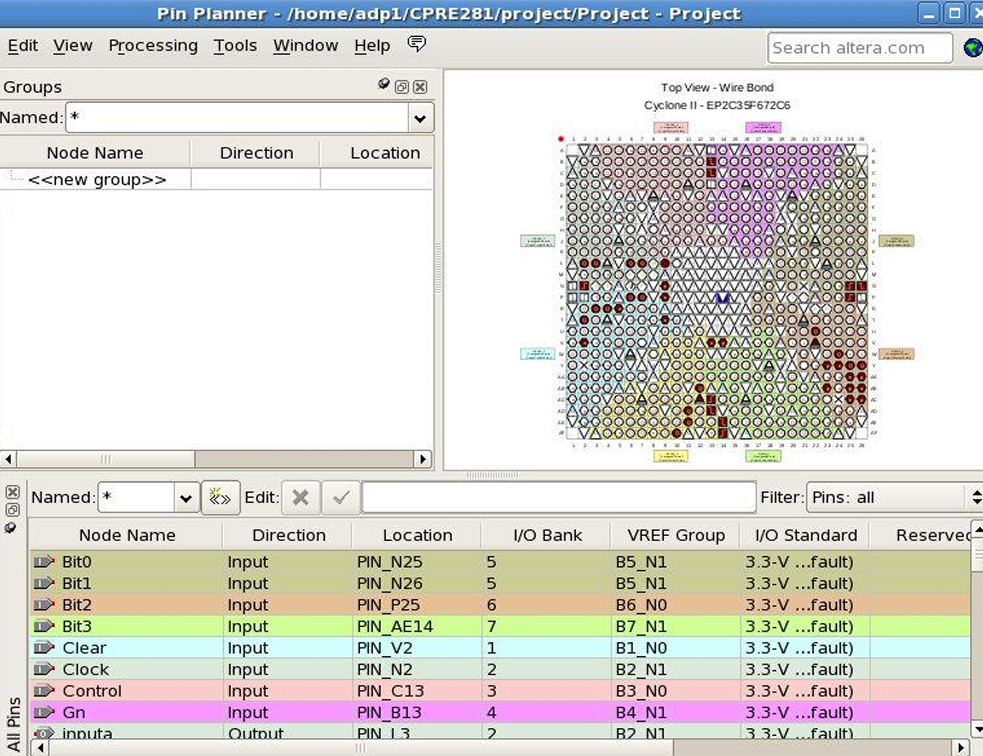 Pin Planner - /home/adp1/CPRE281/project/Project - Project
Edit View Processing Tools Window Help
Search altera.com
Groups
Named: *
Node Name Direction Location
<<new group>>
Top View - Wire Bond
Cyclone II - EP2C35F672C6
Named: * Edit: Filter: Pins: all
Node Name Direction Location I/O Bank VREF Group I/O Standard Reserved
Bit0 Input PIN_N25 5 B5_N1 3.3-V ...fault)
Bit1 Input PIN_N26 5 B5_N1 3.3-V ...fault)
Bit2 Input PIN_P25 6 B6_N0 3.3-V ...fault)
Bit3 Input PIN_AE14 7 B7_N1 3.3-V ...fault)
Clear Input PIN_V2 1 B1_N0 3.3-V ...fault)
Clock Input PIN_N2 2 B2_N1 3.3-V ...fault)
Control Input PIN_C13 3 B3_N0 3.3-V ...fault)
Gn Input PIN_B13 4 B4_N1 3.3-V ...fault)
inputa Output PIN_L3 2 B2_N1 3.3-V ...fault)
All Pins